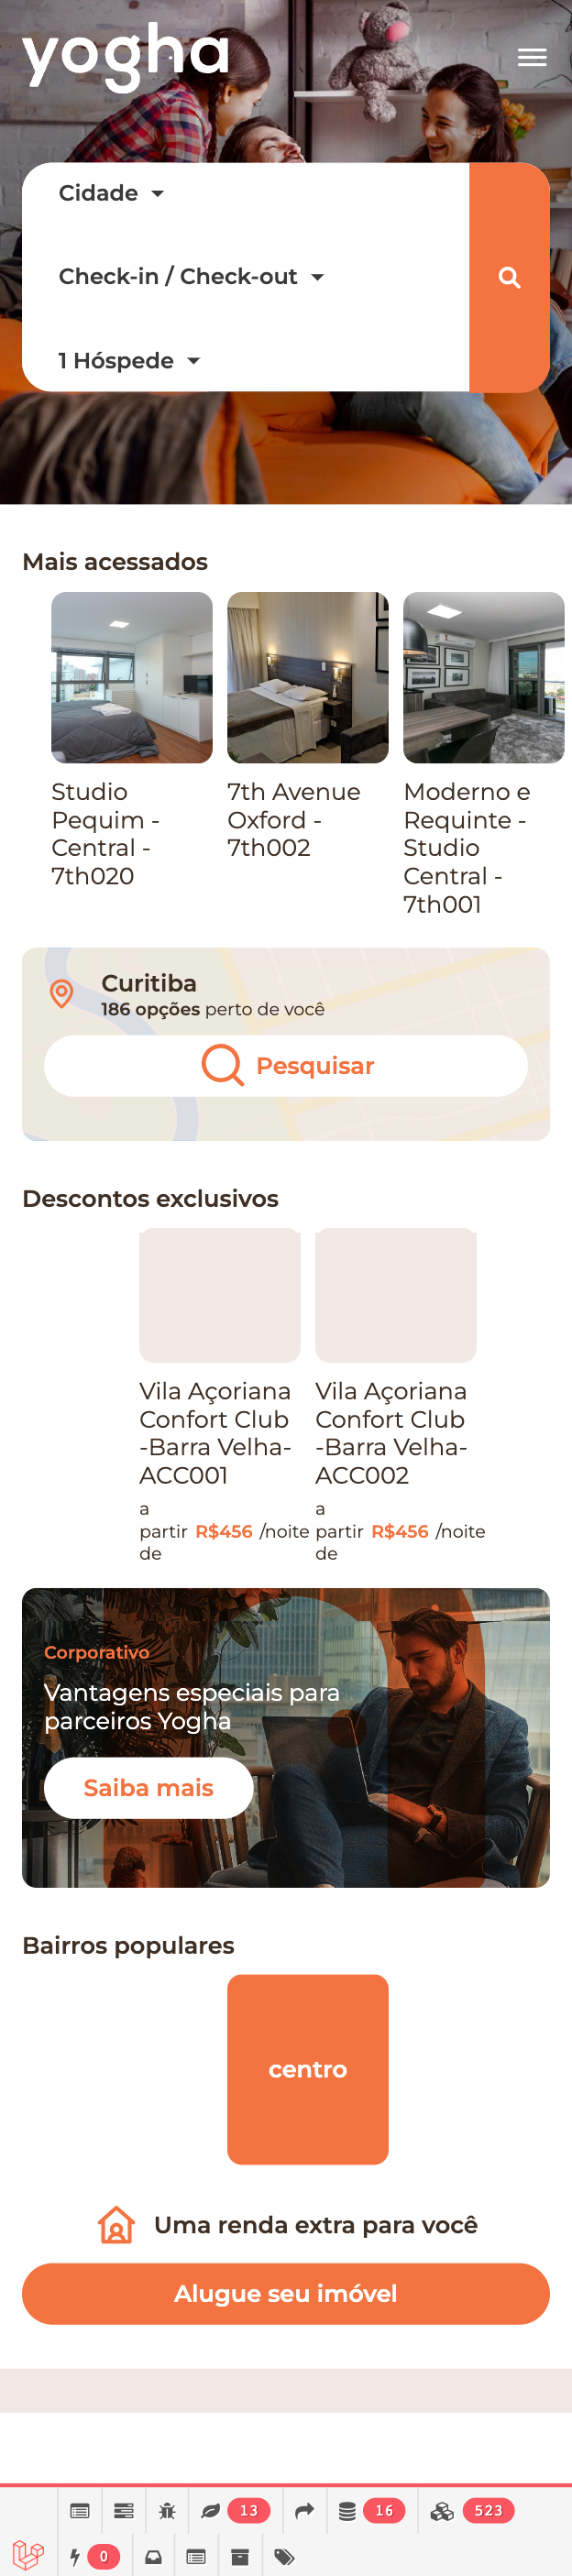 yogha
Cidade
Check-in / Check-out
1 Hóspede
Mais acessados
Studio
Pequim -
Central -
7th020
7th Avenue
Oxford -
7th002
Moderno e
Requinte -
Studio
Central -
7th001
Curitiba
186 opções perto de você
Pesquisar
Descontos exclusivos
Vila Açoriana
Confort Club
-Barra Velha-
ACC001
a
partir R$456 /noite
de
Vila Açoriana
Confort Club
-Barra Velha-
ACC002
a
partir R$456 /noite
de
Corporativo
Vantagens especiais para
parceiros Yogha
Saiba mais
Bairros populares
centro
Uma renda extra para você
Alugue seu imóvel
13
16
523
0